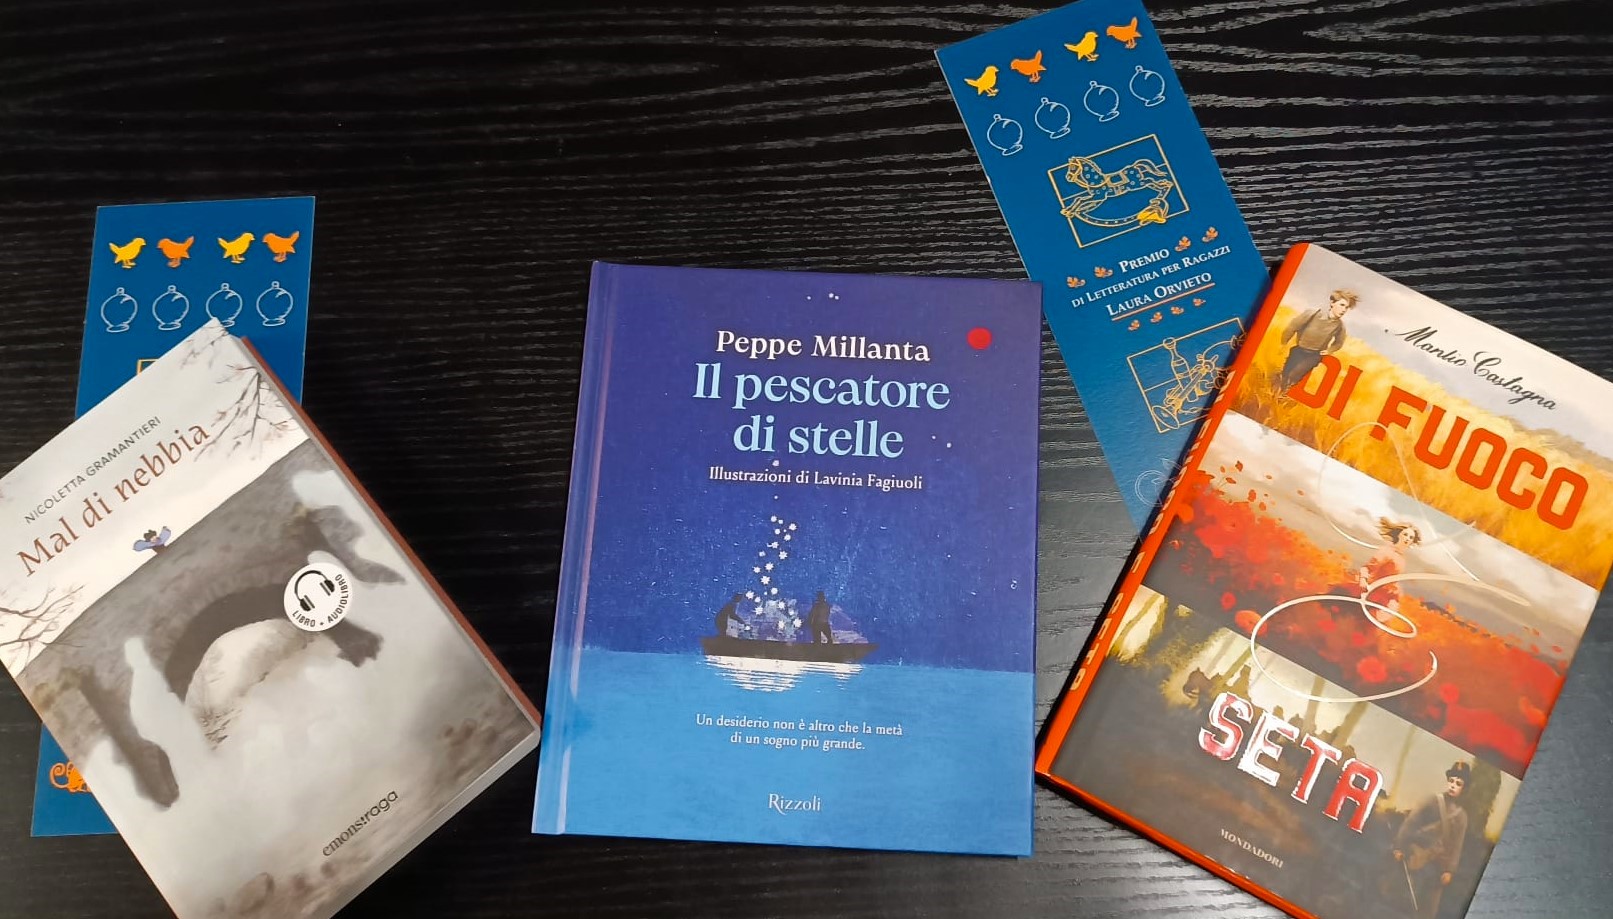 NICOLETTA GRAMANTIERI
Mal di nebbia
LIBRO + AUDIOLIBRO
emons!raga
Peppe Millanta
Il pescatore
di stelle
Illustrazioni di Lavinia Fagiuoli
Un desiderio non è altro che la metà
di un sogno più grande.
Rizzoli
PREMIO
DI LETTERATURA PER RAGAZZI
LAURA ORVIETO
Manlio Castagna
DI FUOCO
E
SETA
MONDADORI